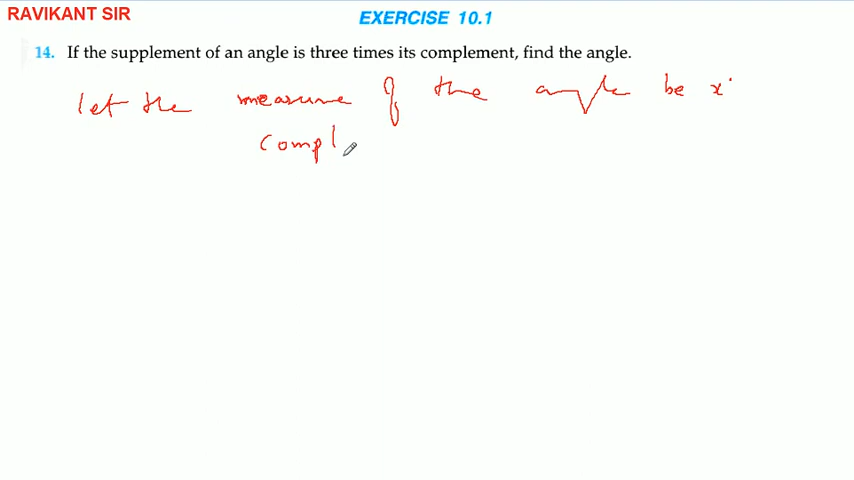 RAVIKANT SIR
EXERCISE 10.1
14. If the supplement of an angle is three times its complement, find the angle.
let the measure of the angle be x°
compl